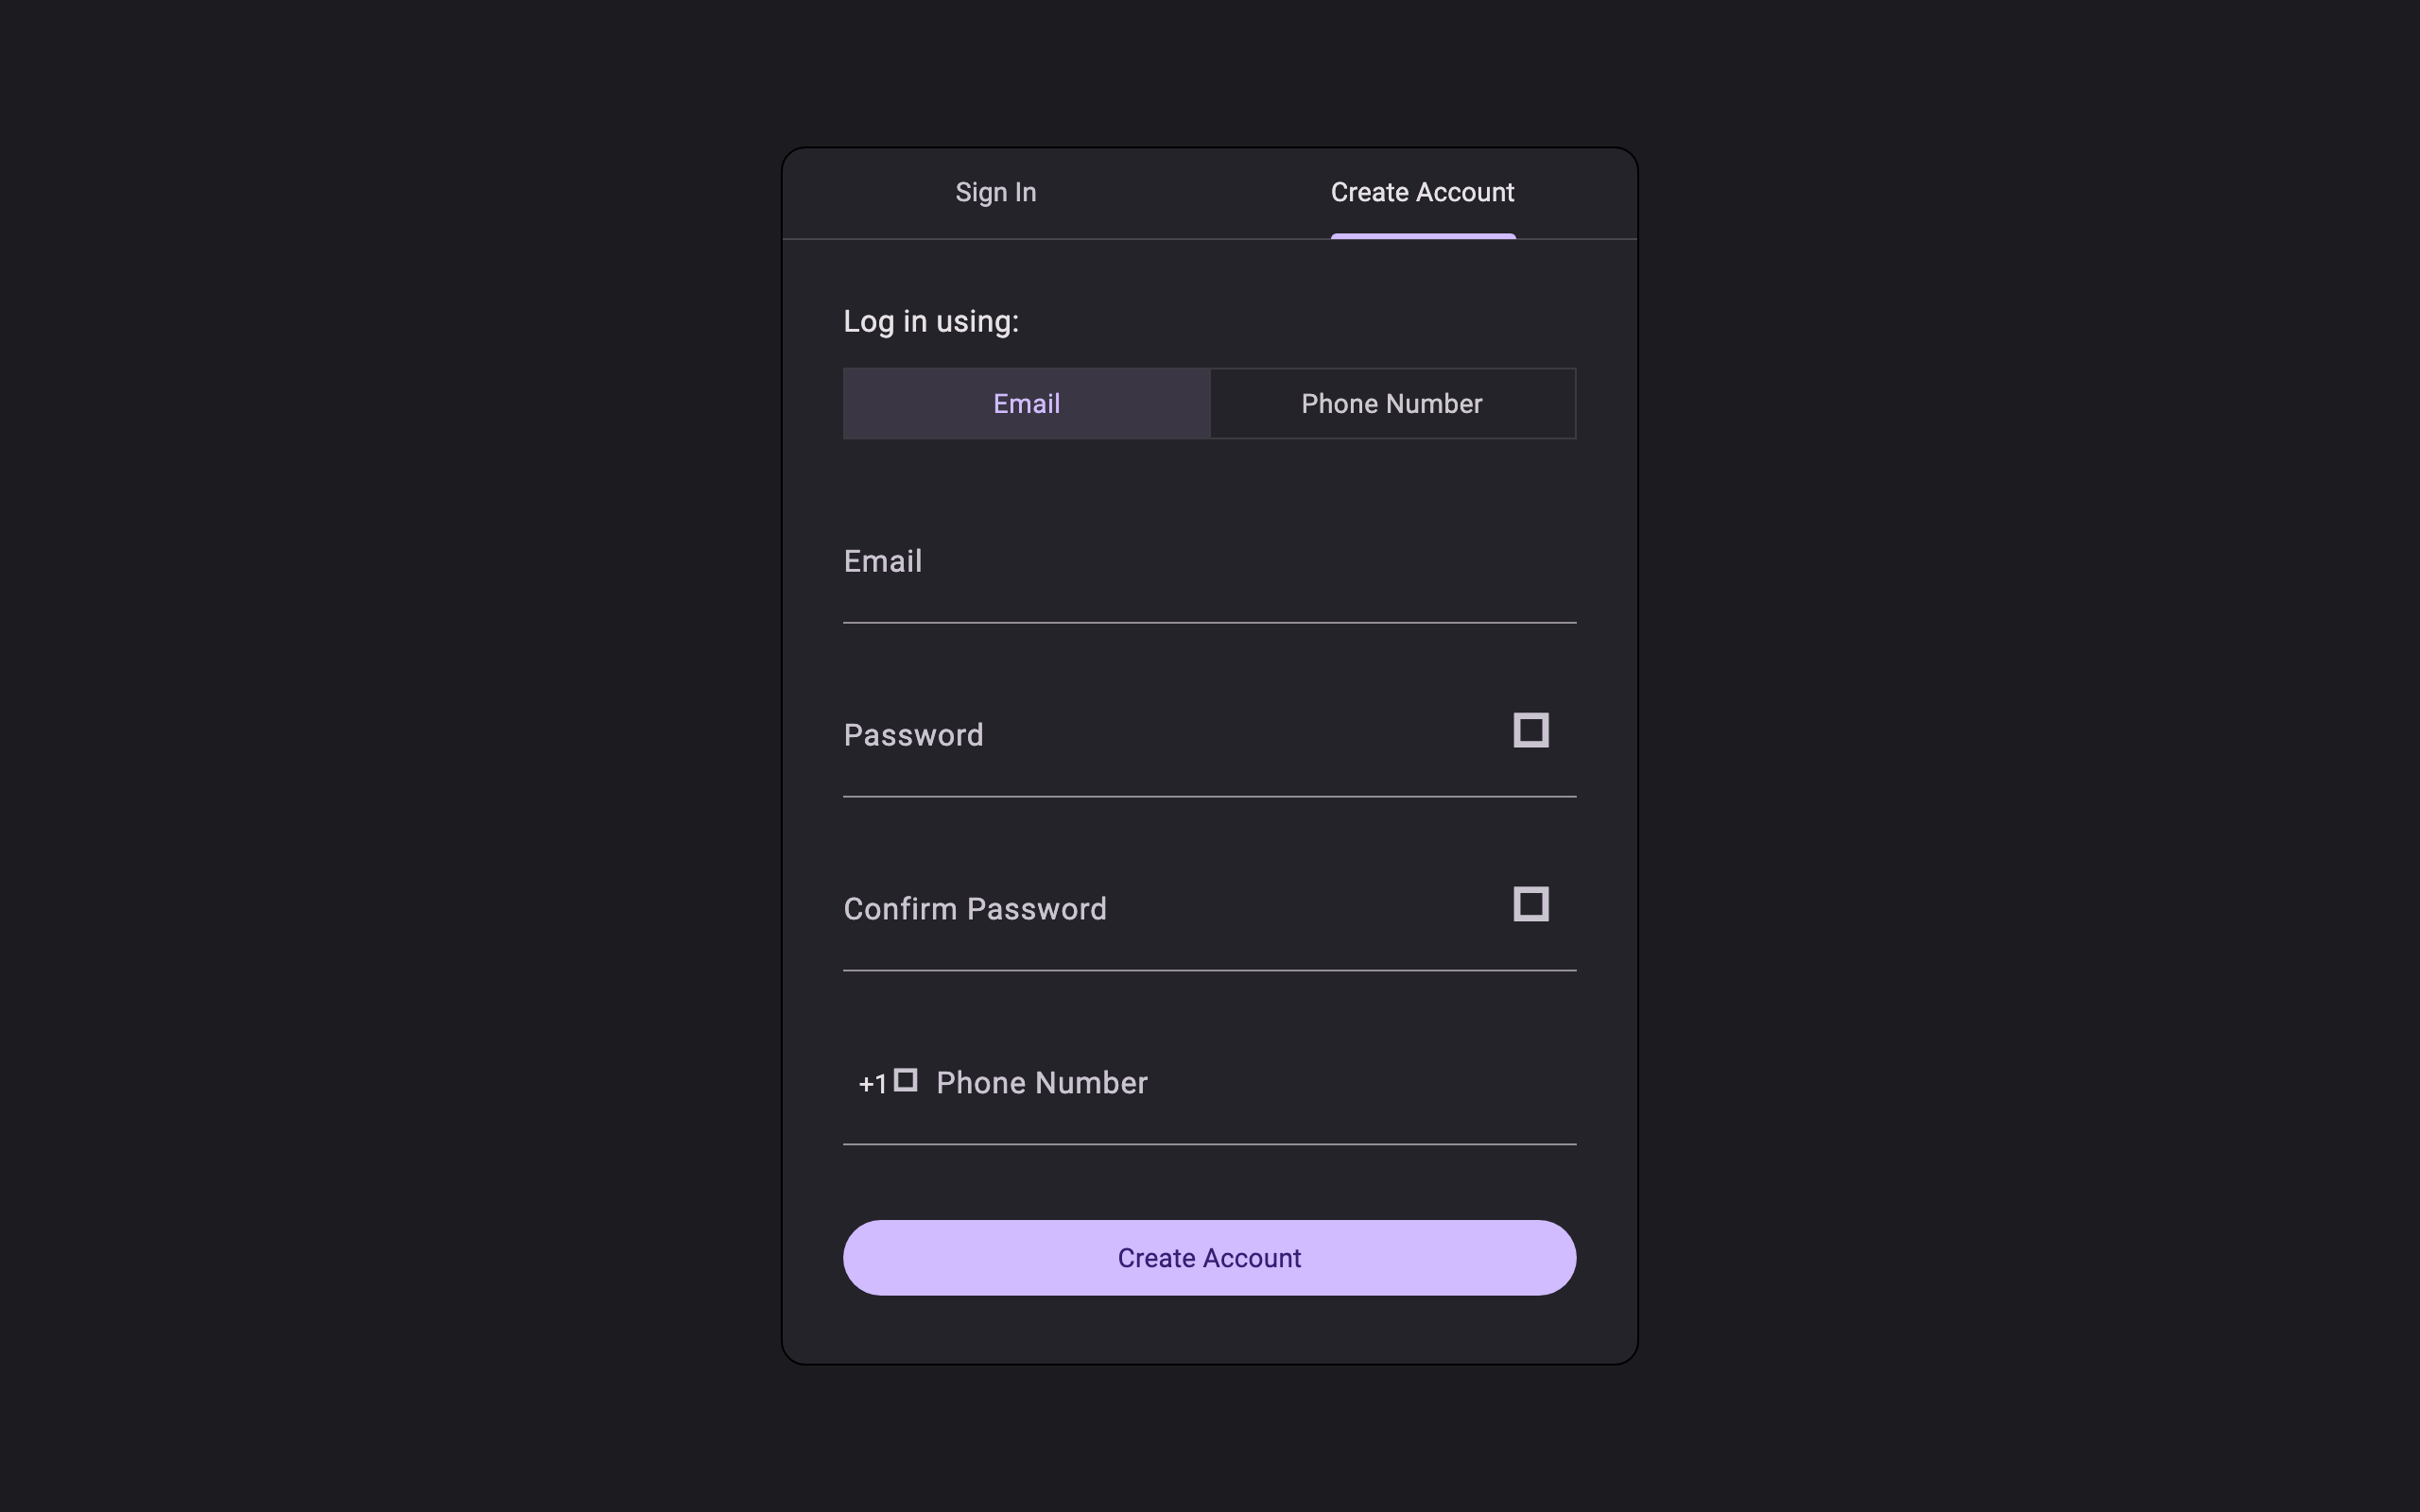 Sign In Create Account
Log in using:
Email Phone Number
Email
Password
Confirm Password
+1 Phone Number
Create Account